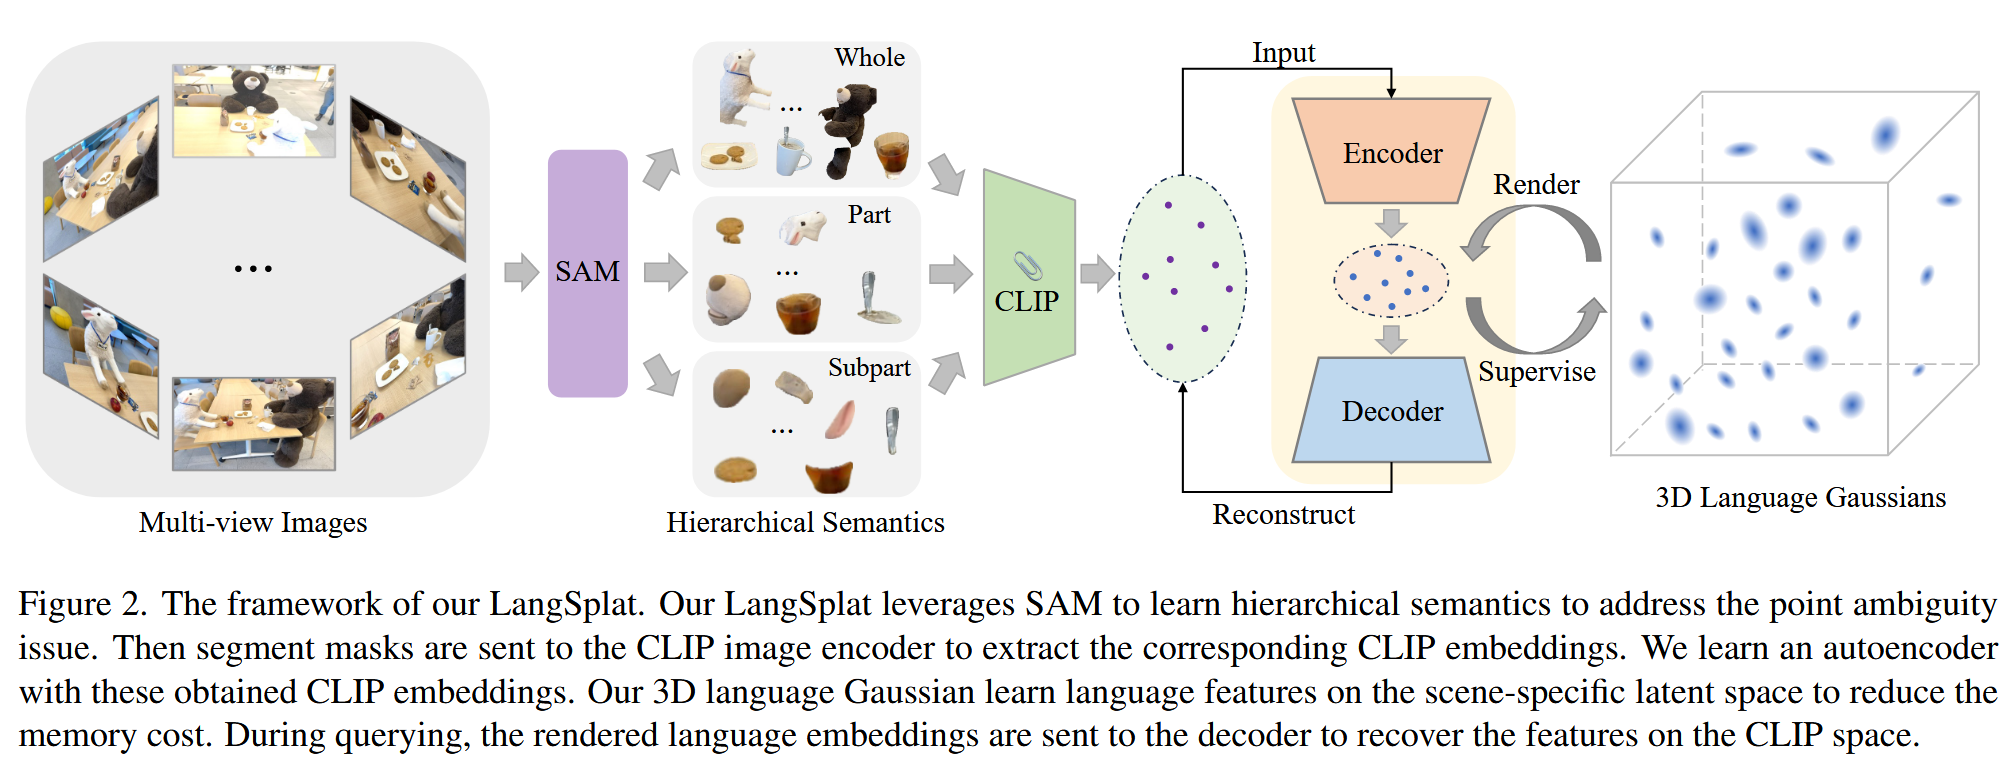 Whole
Input
Encoder
Render
Part
SAM
...
CLIP
Subpart
Supervise
Decoder
Multi-view Images
Hierarchical Semantics
Reconstruct
3D Language Gaussians
Figure 2. The framework of our LangSplat. Our LangSplat leverages SAM to learn hierarchical semantics to address the point ambiguity
issue. Then segment masks are sent to the CLIP image encoder to extract the corresponding CLIP embeddings. We learn an autoencoder
with these obtained CLIP embeddings. Our 3D language Gaussian learn language features on the scene-specific latent space to reduce the
memory cost. During querying, the rendered language embeddings are sent to the decoder to recover the features on the CLIP space.